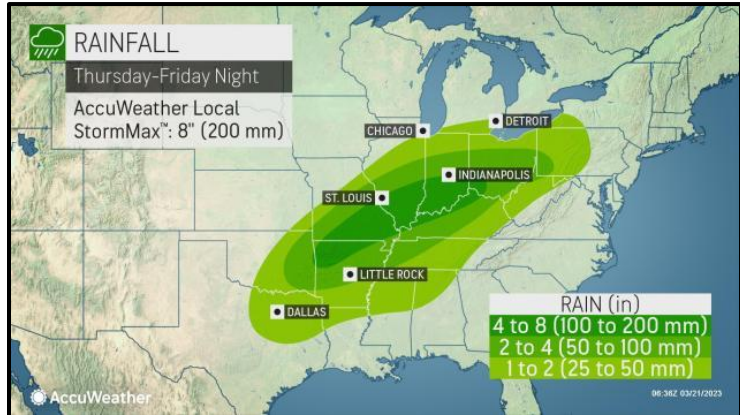 RAINFALL
Thursday-Friday Night
AccuWeather Local
StormMax™: 8" (200 mm)
CHICAGO
DETROIT
INDIANAPOLIS
ST. LOUIS
LITTLE ROCK
DALLAS
RAIN (in)
4 to 8 (100 to 200 mm)
2 to 4 (50 to 100 mm)
1 to 2 (25 to 50 mm)
AccuWeather
06:36Z 03/21/2023